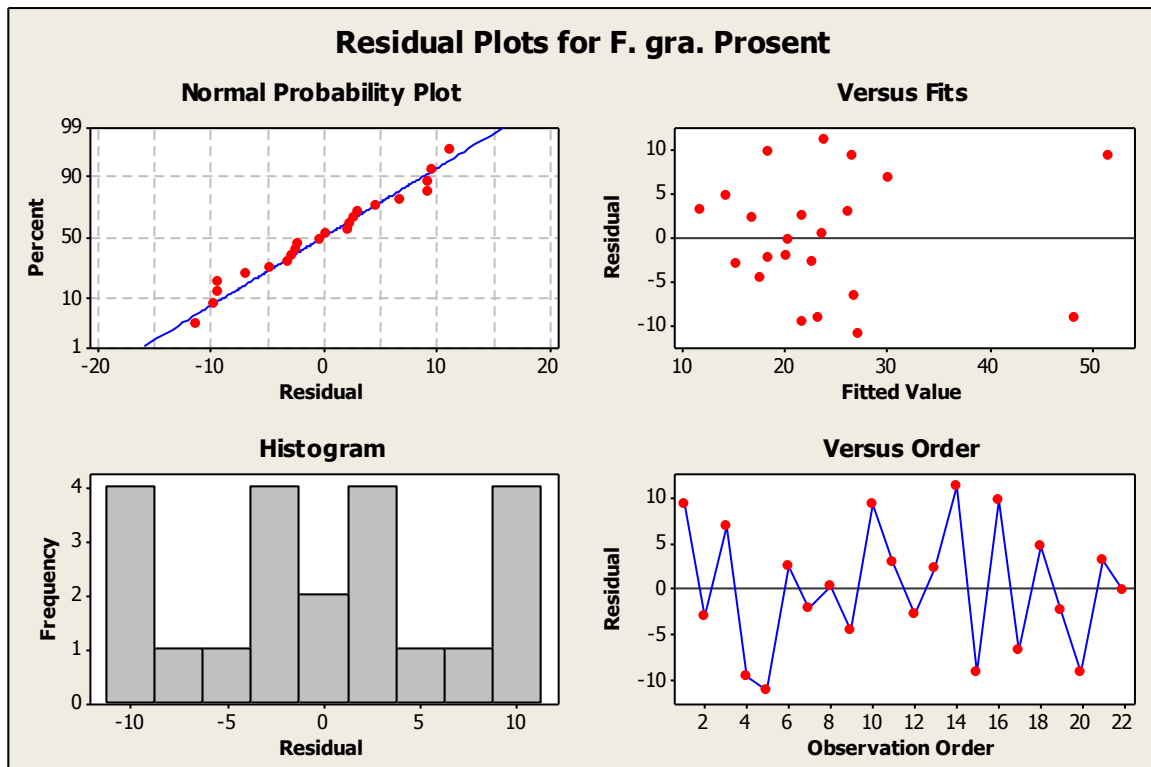 Residual Plots for F. gra. Prosent
Normal Probability Plot
99
90
50
10
1
Percent
-20 -10 0 10 20
Residual
Versus Fits
10
5
0
-5
-10
Residual
10 20 30 40 50
Fitted Value
Histogram
4
3
2
1
0
Frequency
-10 -5 0 5 10
Residual
Versus Order
10
5
0
-5
-10
Residual
2 4 6 8 10 12 14 16 18 20 22
Observation Order